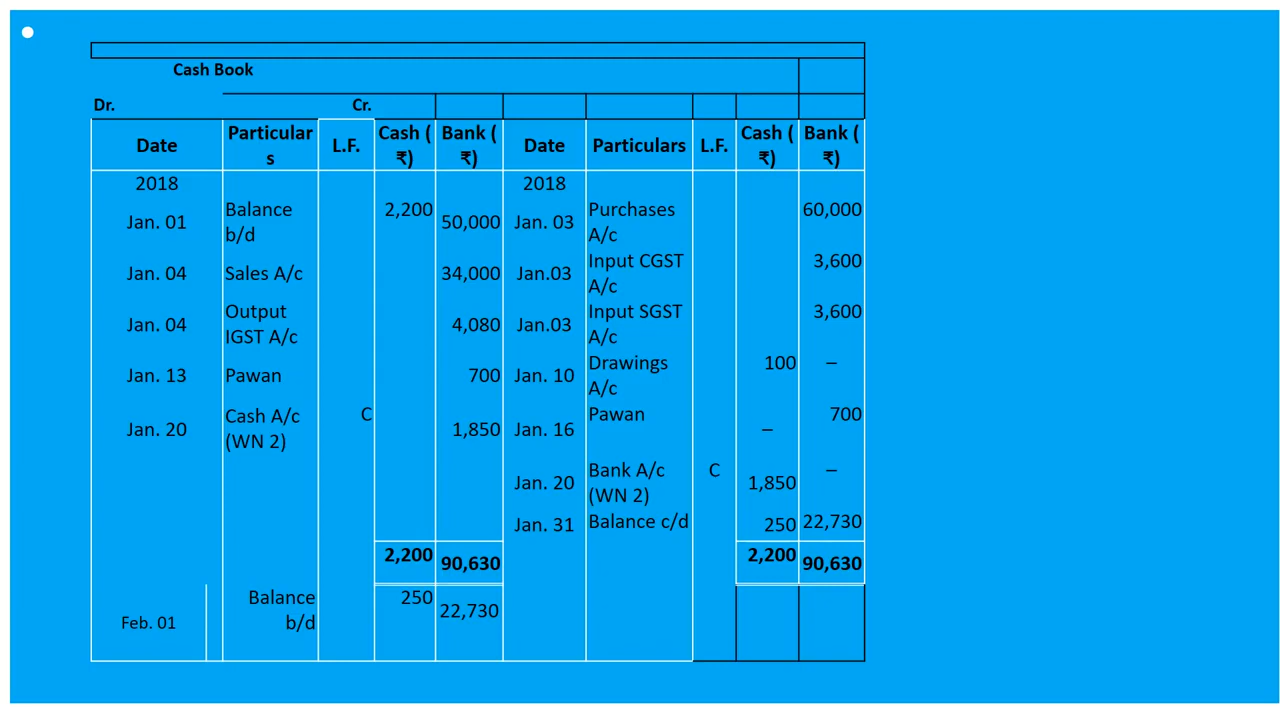 Cash Book
Dr. Cr.
Date Particulars L.F. Cash (₹) Bank (₹) Date Particulars L.F. Cash (₹) Bank (₹)
2018 2018
Jan. 01 Balance b/d 2,200 50,000 Jan. 03 Purchases A/c 60,000
Jan. 04 Sales A/c 34,000 Jan.03 Input CGST A/c 3,600
Jan. 04 Output IGST A/c 4,080 Jan.03 Input SGST A/c 3,600
Jan. 13 Pawan 700 Jan. 10 Drawings A/c 100 –
Jan. 20 Cash A/c (WN 2) C 1,850 Jan. 16 Pawan – 700
Jan. 20 Bank A/c (WN 2) C 1,850 –
Jan. 31 Balance c/d 250 22,730
2,200 90,630 2,200 90,630
Feb. 01 Balance b/d 250 22,730